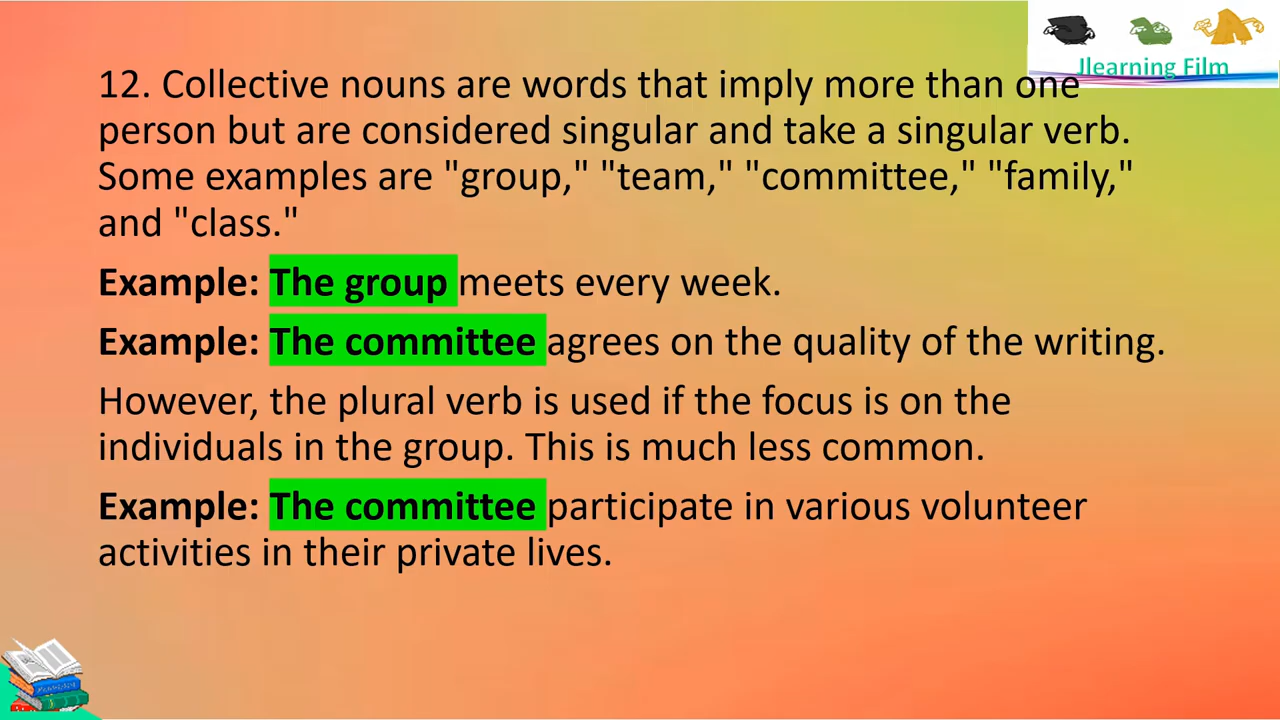 Jlearning Film
12. Collective nouns are words that imply more than one
person but are considered singular and take a singular verb.
Some examples are "group," "team," "committee," "family,"
and "class."
Example: The group meets every week.
Example: The committee agrees on the quality of the writing.
However, the plural verb is used if the focus is on the
individuals in the group. This is much less common.
Example: The committee participate in various volunteer
activities in their private lives.